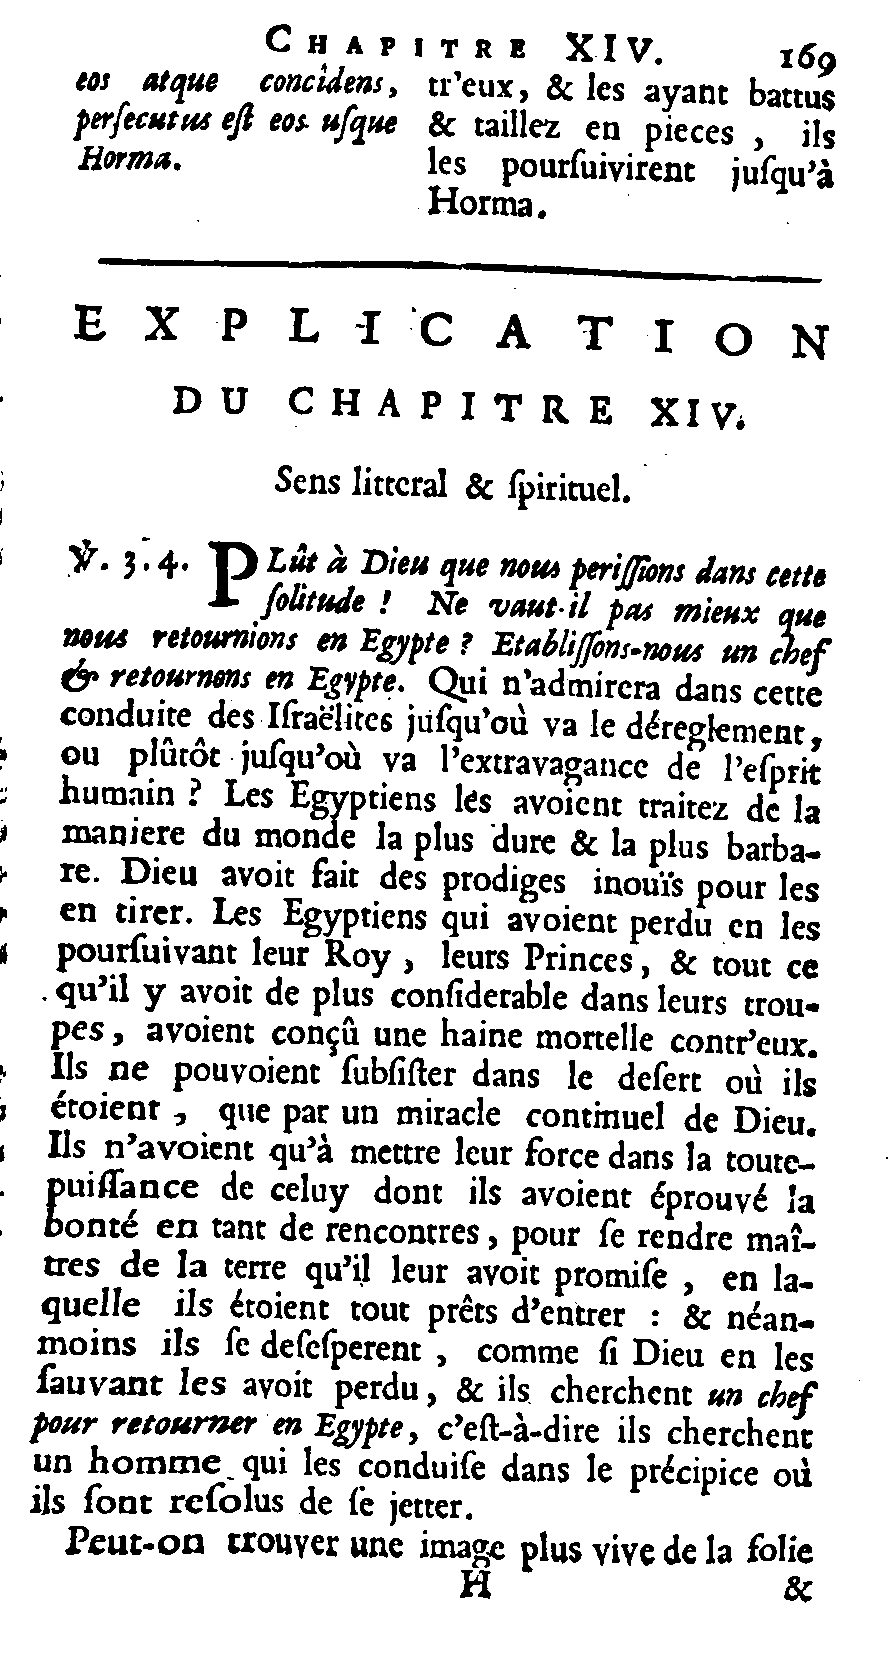 CHAPITRE XIV. 169
eos atque concidens,
perſecutus eſt eos uſque
Horma.
tr'eux, & les ayant battus
& taillez en pieces, ils
les pourſuivirent juſqu'à
Horma.
EXPLICATION
DU CHAPITRE XIV.
Sens litteral & ſpirituel.
℣. 3. 4. PLût à Dieu que nous periſſions dans cette
ſolitude ! Ne vaut-il pas mieux que
nous retournions en Egypte ? Etabliſſons-nous un chef
& retournons en Egypte. Qui n'admirera dans cette
conduite des Iſraëlites juſqu'où va le déreglement,
ou plûtôt juſqu'où va l'extravagance de l'eſprit
humain ? Les Egyptiens les avoient traitez de la
maniere du monde la plus dure & la plus barba-
re. Dieu avoit fait des prodiges inouïs pour les
en tirer. Les Egyptiens qui avoient perdu en les
pourſuivant leur Roy, leurs Princes, & tout ce
qu'il y avoit de plus conſiderable dans leurs trou-
pes, avoient conçû une haine mortelle contr'eux.
Ils ne pouvoient ſubſiſter dans le deſert où ils
étoient, que par un miracle continuel de Dieu.
Ils n'avoient qu'à mettre leur force dans la toute-
puiſſance de celuy dont ils avoient éprouvé la
bonté en tant de rencontres, pour ſe rendre maî-
tres de la terre qu'il leur avoit promiſe, en la-
quelle ils étoient tout prêts d'entrer : & néan-
moins ils ſe deſeſperent, comme ſi Dieu en les
ſauvant les avoit perdu, & ils cherchent un chef
pour retourner en Egypte, c'eſt-à-dire ils cherchent
un homme qui les conduiſe dans le précipice où
ils ſont reſolus de ſe jetter.
Peut-on trouver une image plus vive de la folie
H &